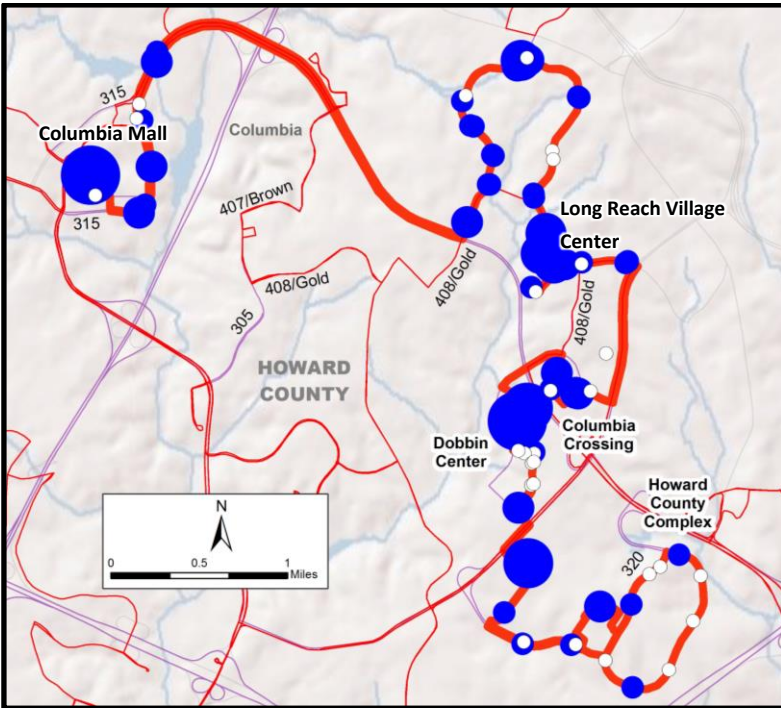 315
Columbia Mall
Columbia
407/Brown
Long Reach Village
Center
315
408/Gold
408/Gold
408/Gold
305
HOWARD
COUNTY
Columbia
Crossing
Dobbin
Center
Howard
County
Complex
N
0 0.5 1
Miles
320